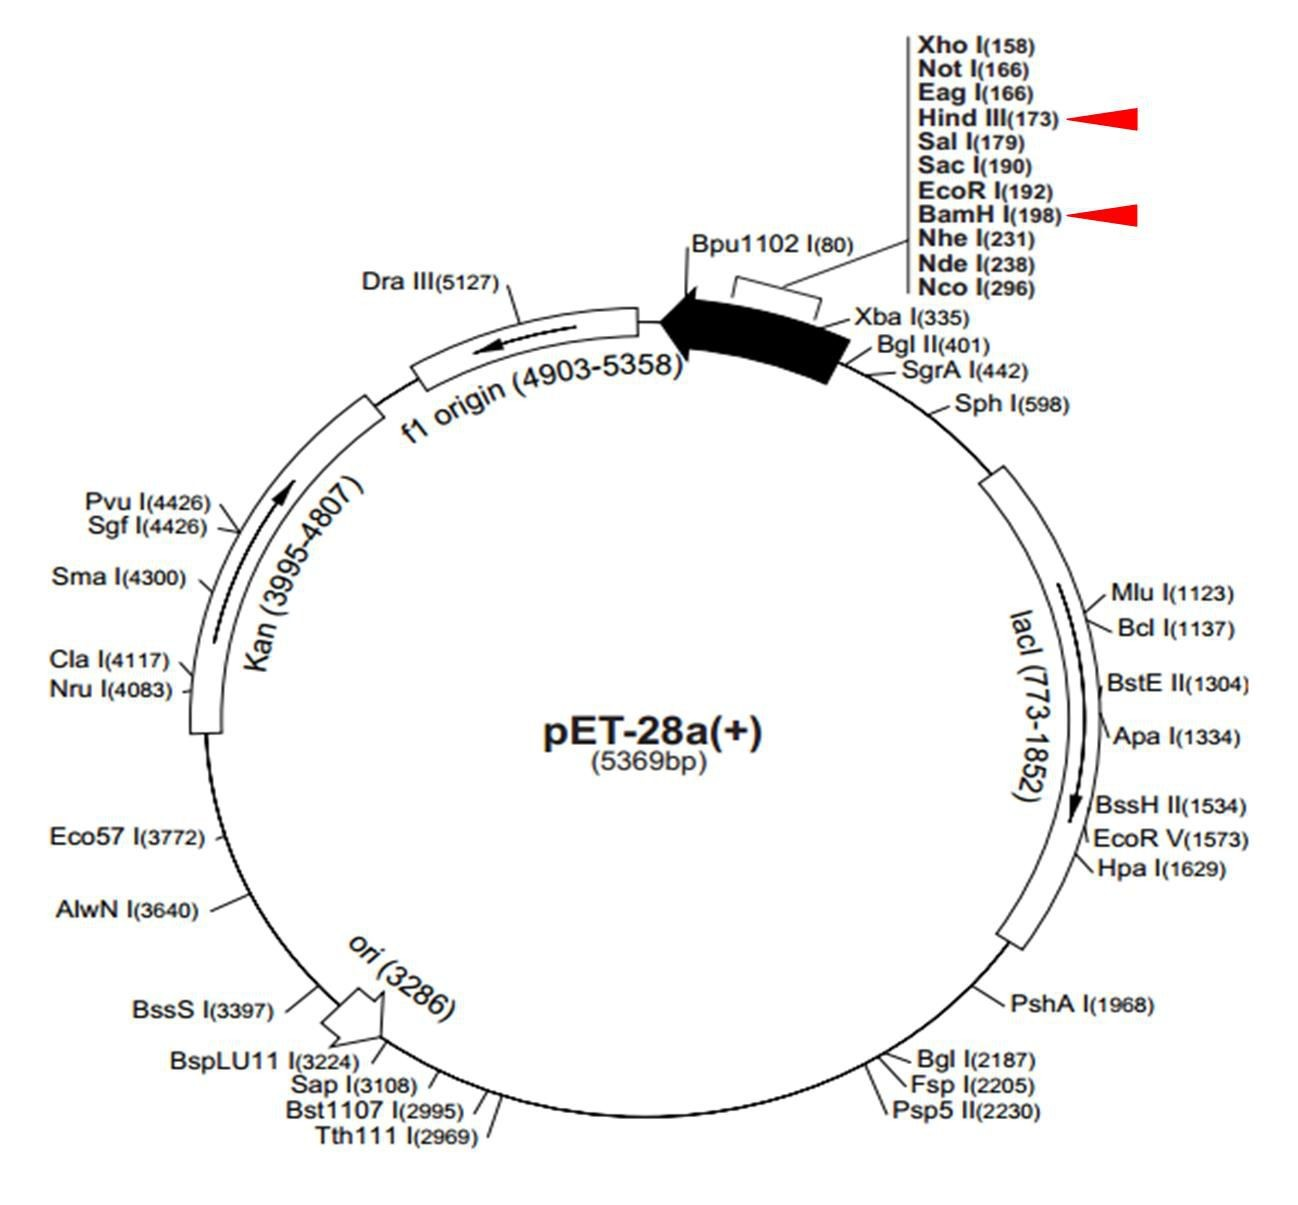 Xho I(158)
Not I(166)
Eag I(166)
Hind III(173)
Sal I(179)
Sac I(190)
EcoR I(192)
BamH I(198)
Nhe I(231)
Nde I(238)
Nco I(296)
Bpu1102 I(80)
Dra III(5127)
Xba I(335)
Bgl II(401)
SgrA I(442)
Sph I(598)
f1 origin (4903-5358)
Pvu I(4426)
Sgf I(4426)
Sma I(4300)
Cla I(4117)
Nru I(4083)
Kan (3995-4807)
Mlu I(1123)
Bcl I(1137)
BstE II(1304)
Apa I(1334)
lacI (773-1852)
BssH II(1534)
EcoR V(1573)
Hpa I(1629)
pET-28a(+)
(5369bp)
Eco57 I(3772)
AlwN I(3640)
ori (3286)
BssS I(3397)
PshA I(1968)
BspLU11 I(3224)
Sap I(3108)
Bst1107 I(2995)
Tth111 I(2969)
Bgl I(2187)
Fsp I(2205)
Psp5 II(2230)